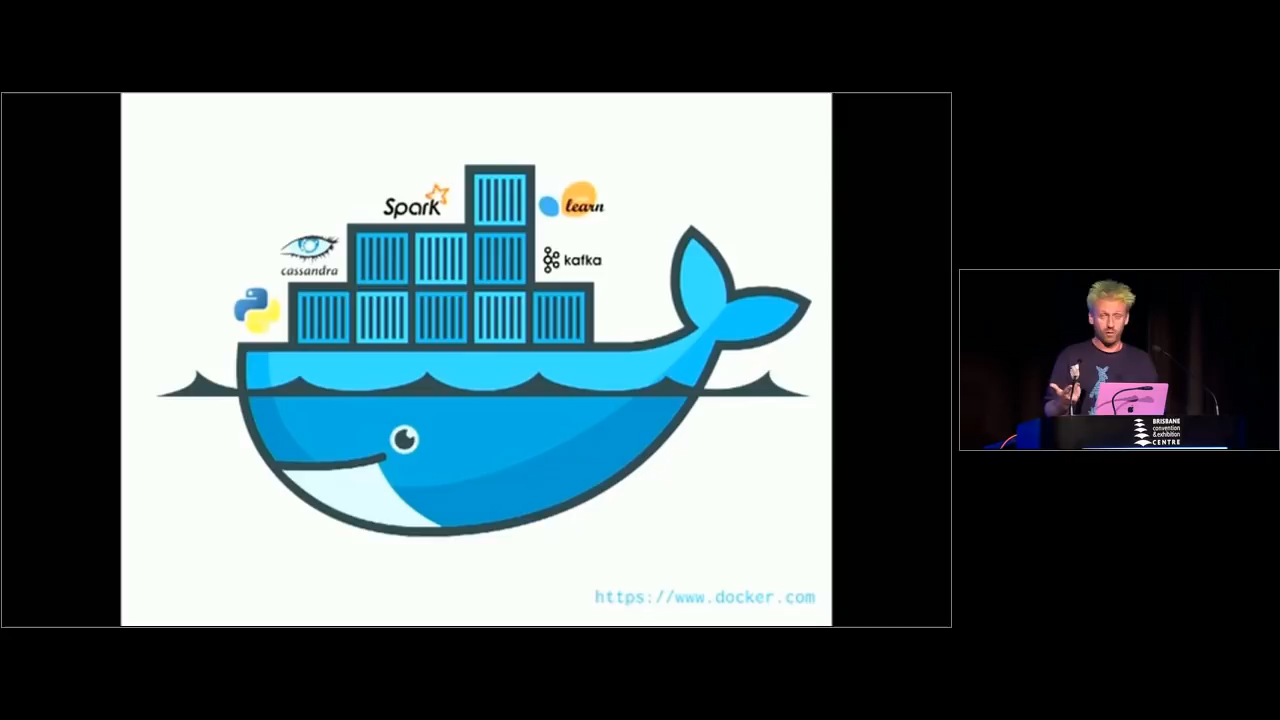 Spark
learn
cassandra
kafka
https://www.docker.com
BRISBANE
convention
&exhibition
CENTRE